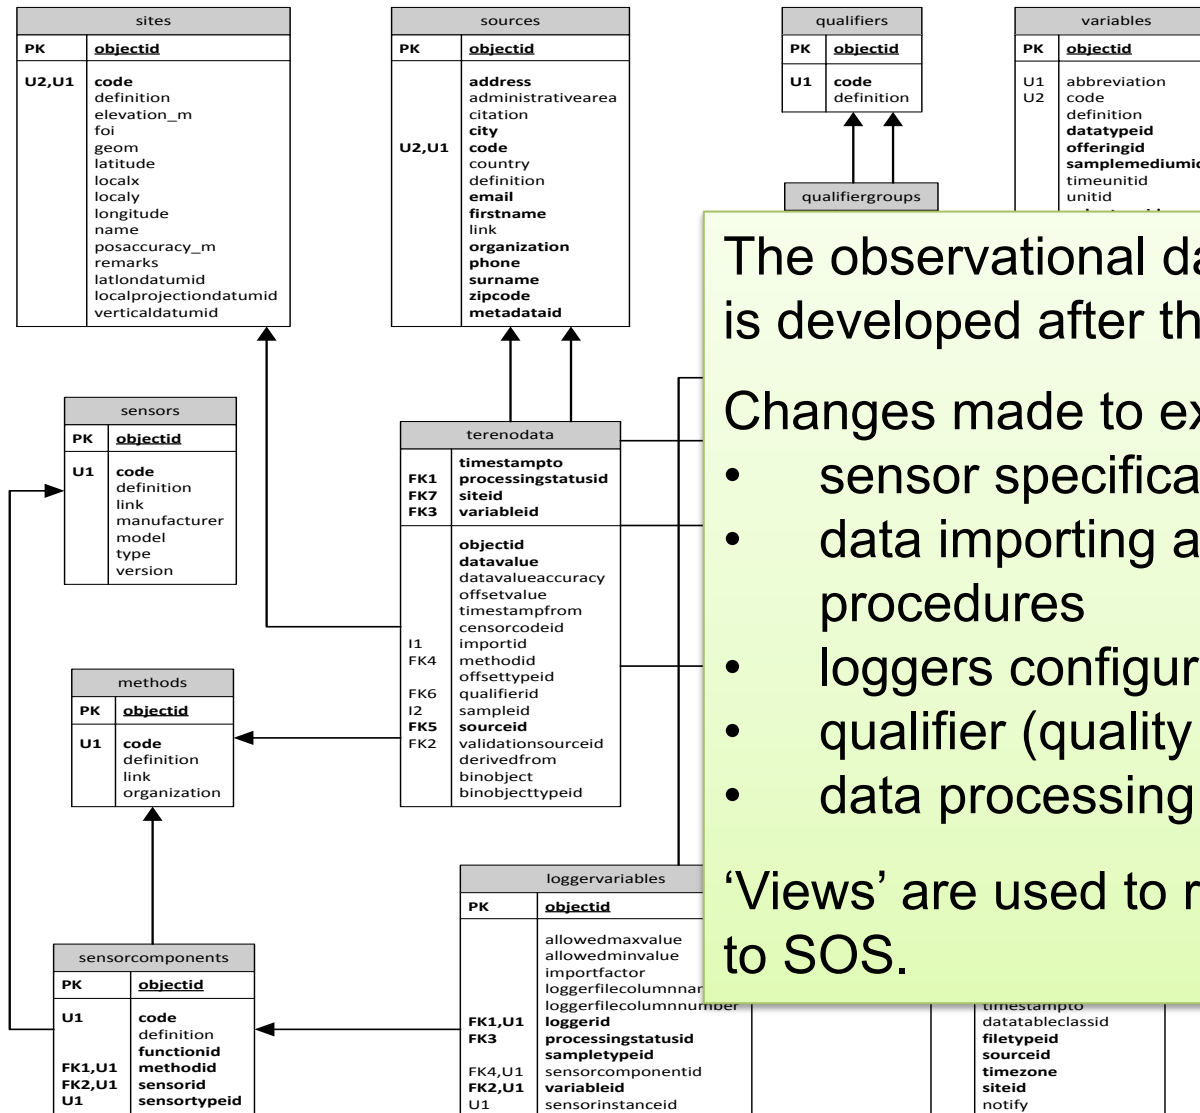 sites
PK objectid
U2,U1 code
definition
elevation_m
foi
geom
latitude
localx
localy
longitude
name
posaccuracy_m
remarks
latlondatumid
localprojectiondatumid
verticaldatumid
sources
PK objectid
address
administrativearea
citation
city
U2,U1 code
country
definition
email
firstname
link
organization
phone
surname
zipcode
metadataid
qualifiers
PK objectid
U1 code
definition
qualifiergroups
variables
PK objectid
U1 abbreviation
U2 code
definition
datatypeid
offeringid
samplemediumid
timeunitid
unitid
sensors
PK objectid
U1 code
definition
link
manufacturer
model
type
version
terenodata
timestampto
FK1 processingstatusid
FK7 siteid
FK3 variableid
objectid
datavalue
datavalueaccuracy
offsetvalue
timestampfrom
censorcodeid
I1 importid
FK4 methodid
offsettypeid
FK6 qualifierid
I2 sampleid
FK5 sourceid
FK2 validationsourceid
derivedfrom
binobject
binobjecttypeid
The observational da
is developed after th
Changes made to ex
• sensor specifica
• data importing a
procedures
• loggers configur
• qualifier (quality
• data processing
‘Views’ are used to r
to SOS.
methods
PK objectid
U1 code
definition
link
organization
sensorcomponents
PK objectid
U1 code
definition
functionid
FK1,U1 methodid
FK2,U1 sensorid
U1 sensortypeid
loggervariables
PK objectid
allowedmaxvalue
allowedminvalue
importfactor
loggerfilecolumnnam
loggerfilecolumnnumber
FK1,U1 loggerid
FK3 processingstatusid
sampletypeid
FK4,U1 sensorcomponentid
FK2,U1 variableid
U1 sensorinstanceid
timestampto
datatableclassid
filetypeid
sourceid
timezone
siteid
notify